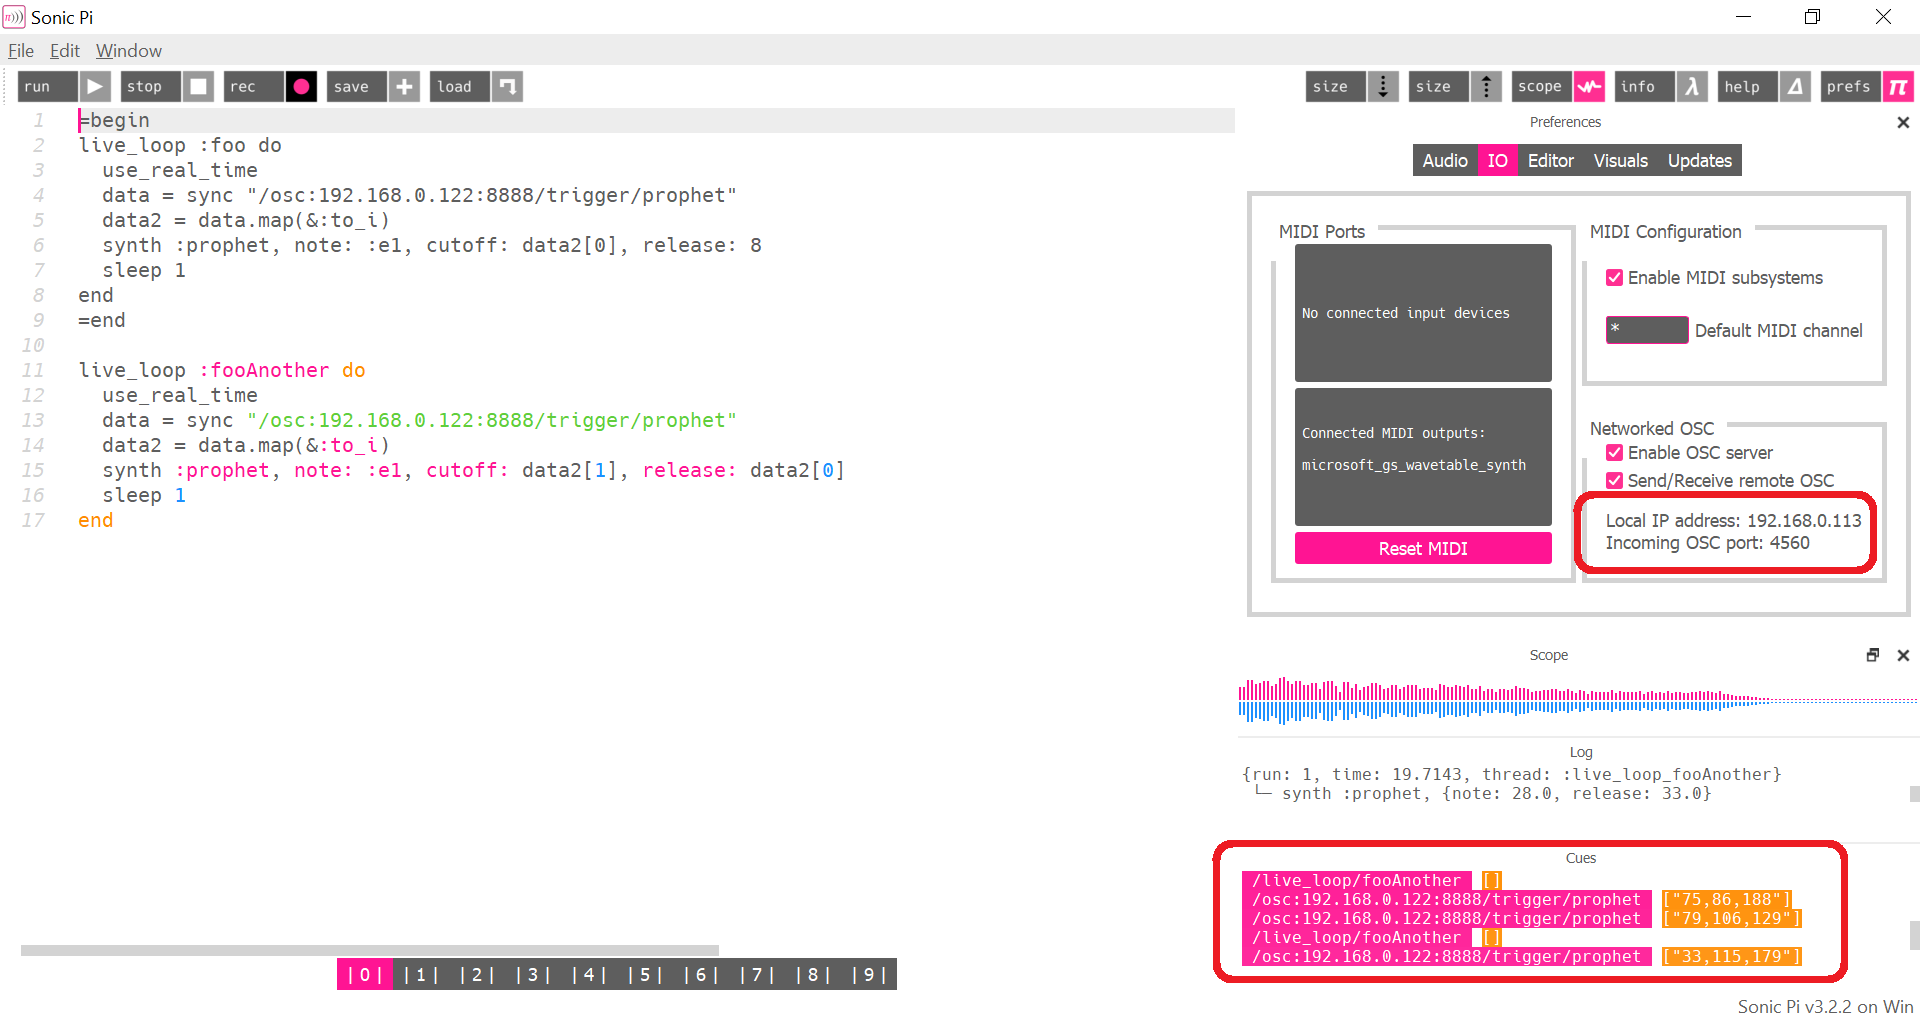 π))) Sonic Pi
File Edit Window
run stop rec save load size size scope info λ help Δ prefs π
1 =begin
2 live_loop :foo do
3 use_real_time
4 data = sync "/osc:192.168.0.122:8888/trigger/prophet"
5 data2 = data.map(&:to_i)
6 synth :prophet, note: :e1, cutoff: data2[0], release: 8
7 sleep 1
8 end
9 =end
10
11 live_loop :fooAnother do
12 use_real_time
13 data = sync "/osc:192.168.0.122:8888/trigger/prophet"
14 data2 = data.map(&:to_i)
15 synth :prophet, note: :e1, cutoff: data2[1], release: data2[0]
16 sleep 1
17 end
|0| |1| |2| |3| |4| |5| |6| |7| |8| |9|
Preferences
Audio IO Editor Visuals Updates
MIDI Ports
No connected input devices
Connected MIDI outputs:
microsoft_gs_wavetable_synth
Reset MIDI
MIDI Configuration
Enable MIDI subsystems
* Default MIDI channel
Networked OSC
Enable OSC server
Send/Receive remote OSC
Local IP address: 192.168.0.113
Incoming OSC port: 4560
Scope
Log
{run: 1, time: 19.7143, thread: :live_loop_fooAnother}
└─ synth :prophet, {note: 28.0, release: 33.0}
Cues
/live_loop/fooAnother []
/osc:192.168.0.122:8888/trigger/prophet ["75,86,188"]
/osc:192.168.0.122:8888/trigger/prophet ["79,106,129"]
/live_loop/fooAnother []
/osc:192.168.0.122:8888/trigger/prophet ["33,115,179"]
Sonic Pi v3.2.2 on Win